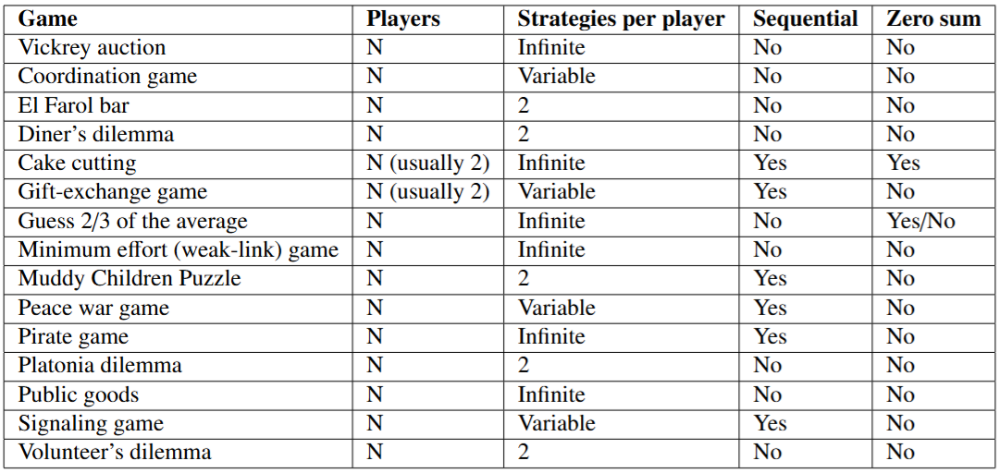 Game Players Strategies per player Sequential Zero sum
Vickrey auction N Infinite No No
Coordination game N Variable No No
El Farol bar N 2 No No
Diner’s dilemma N 2 No No
Cake cutting N (usually 2) Infinite Yes Yes
Gift-exchange game N (usually 2) Variable Yes No
Guess 2/3 of the average N Infinite No Yes/No
Minimum effort (weak-link) game N Infinite No No
Muddy Children Puzzle N 2 Yes No
Peace war game N Variable Yes No
Pirate game N Infinite Yes No
Platonia dilemma N 2 No No
Public goods N Infinite No No
Signaling game N Variable Yes No
Volunteer’s dilemma N 2 No No